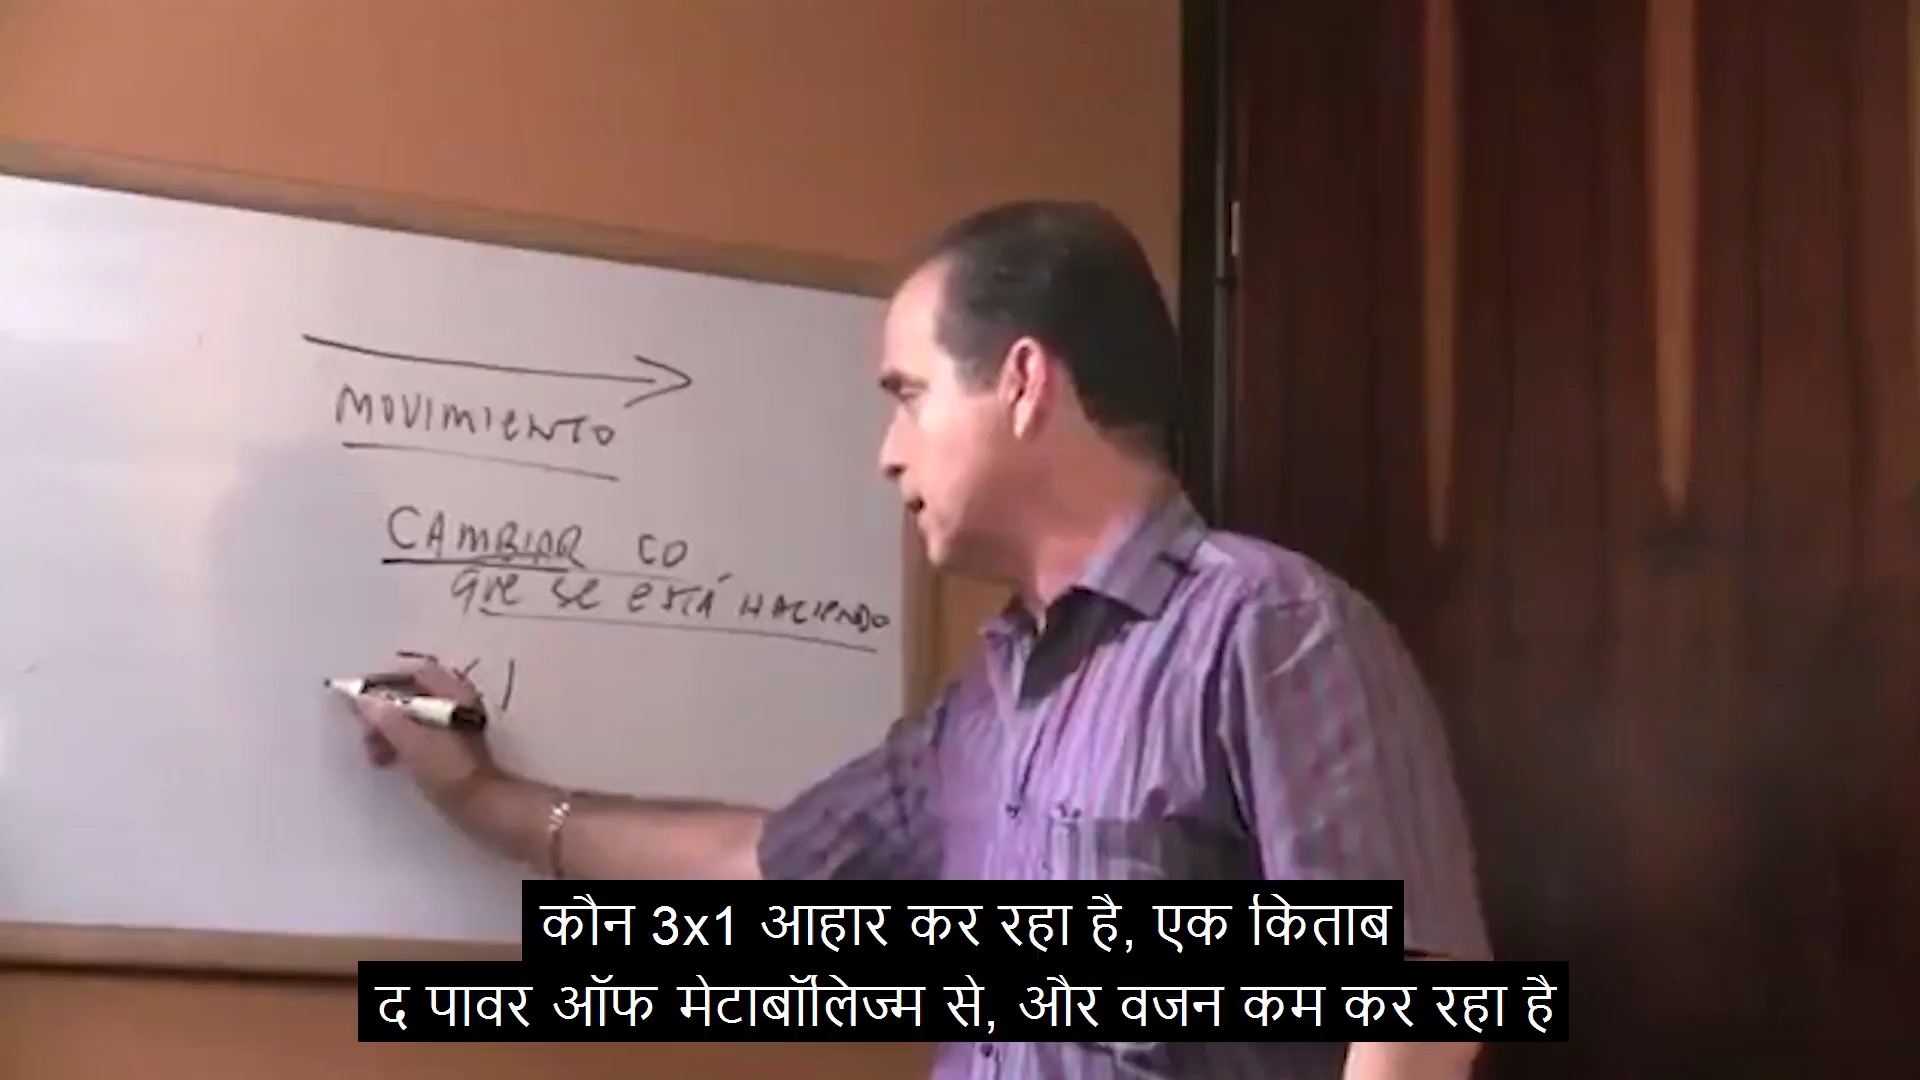 MOVIMIENTO
CAMBIAR LO
QUE SE ESTÁ HACIENDO
3x1
कौन 3x1 आहार कर रहा है, एक किताब
द पावर ऑफ मेटाबॉलिज्म से, और वजन कम कर रहा है